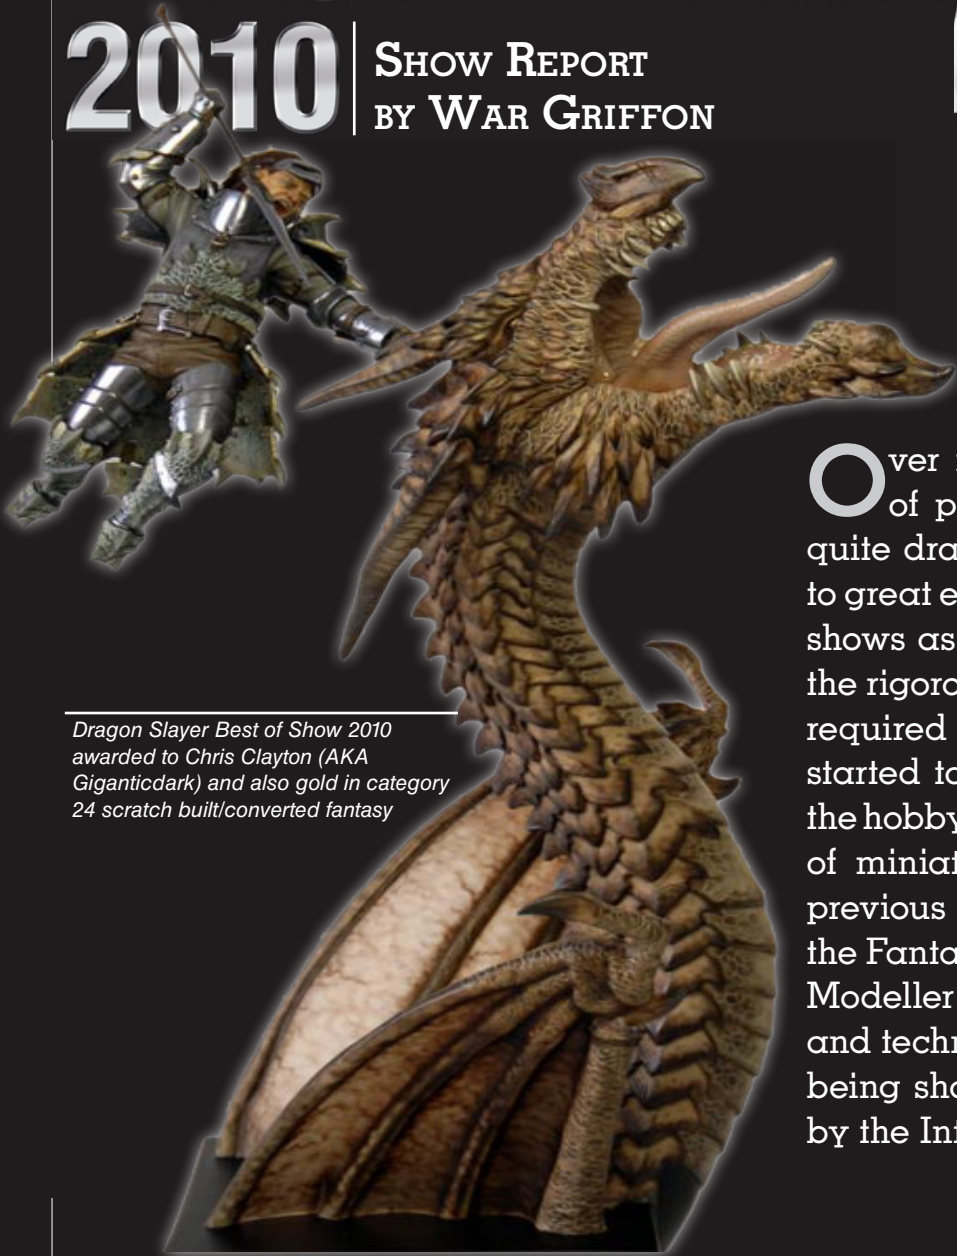 2010
SHOW REPORT
BY WAR GRIFFON
Dragon Slayer Best of Show 2010
awarded to Chris Clayton (AKA
Giganticdark) and also gold in category
24 scratch built/converted fantasy
Over
of p
quite dra
to great e
shows as
the rigoro
required
started to
the hobby
of miniat
previous
the Fanta
Modeller
and techn
being sha
by the Int